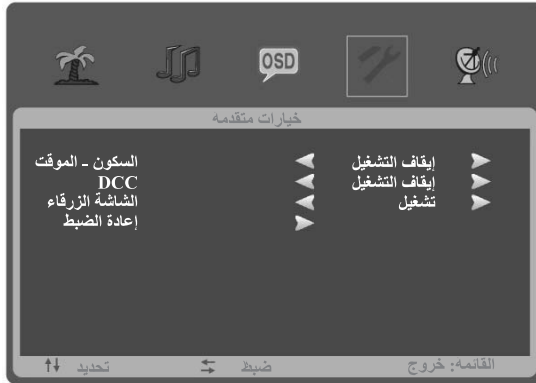 OSD
خيارات متقدمه
السكون - الموقت إيقاف التشغيل
DCC إيقاف التشغيل
الشاشة الزرقاء تشغيل
إعادة الضبط
تحديد ضبط القائمه: خروج